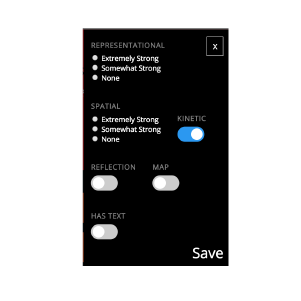 REPRESENTATIONAL
x
Extremely Strong
Somewhat Strong
None
SPATIAL
Extremely Strong
Somewhat Strong
None
KINETIC
REFLECTION
MAP
HAS TEXT
Save